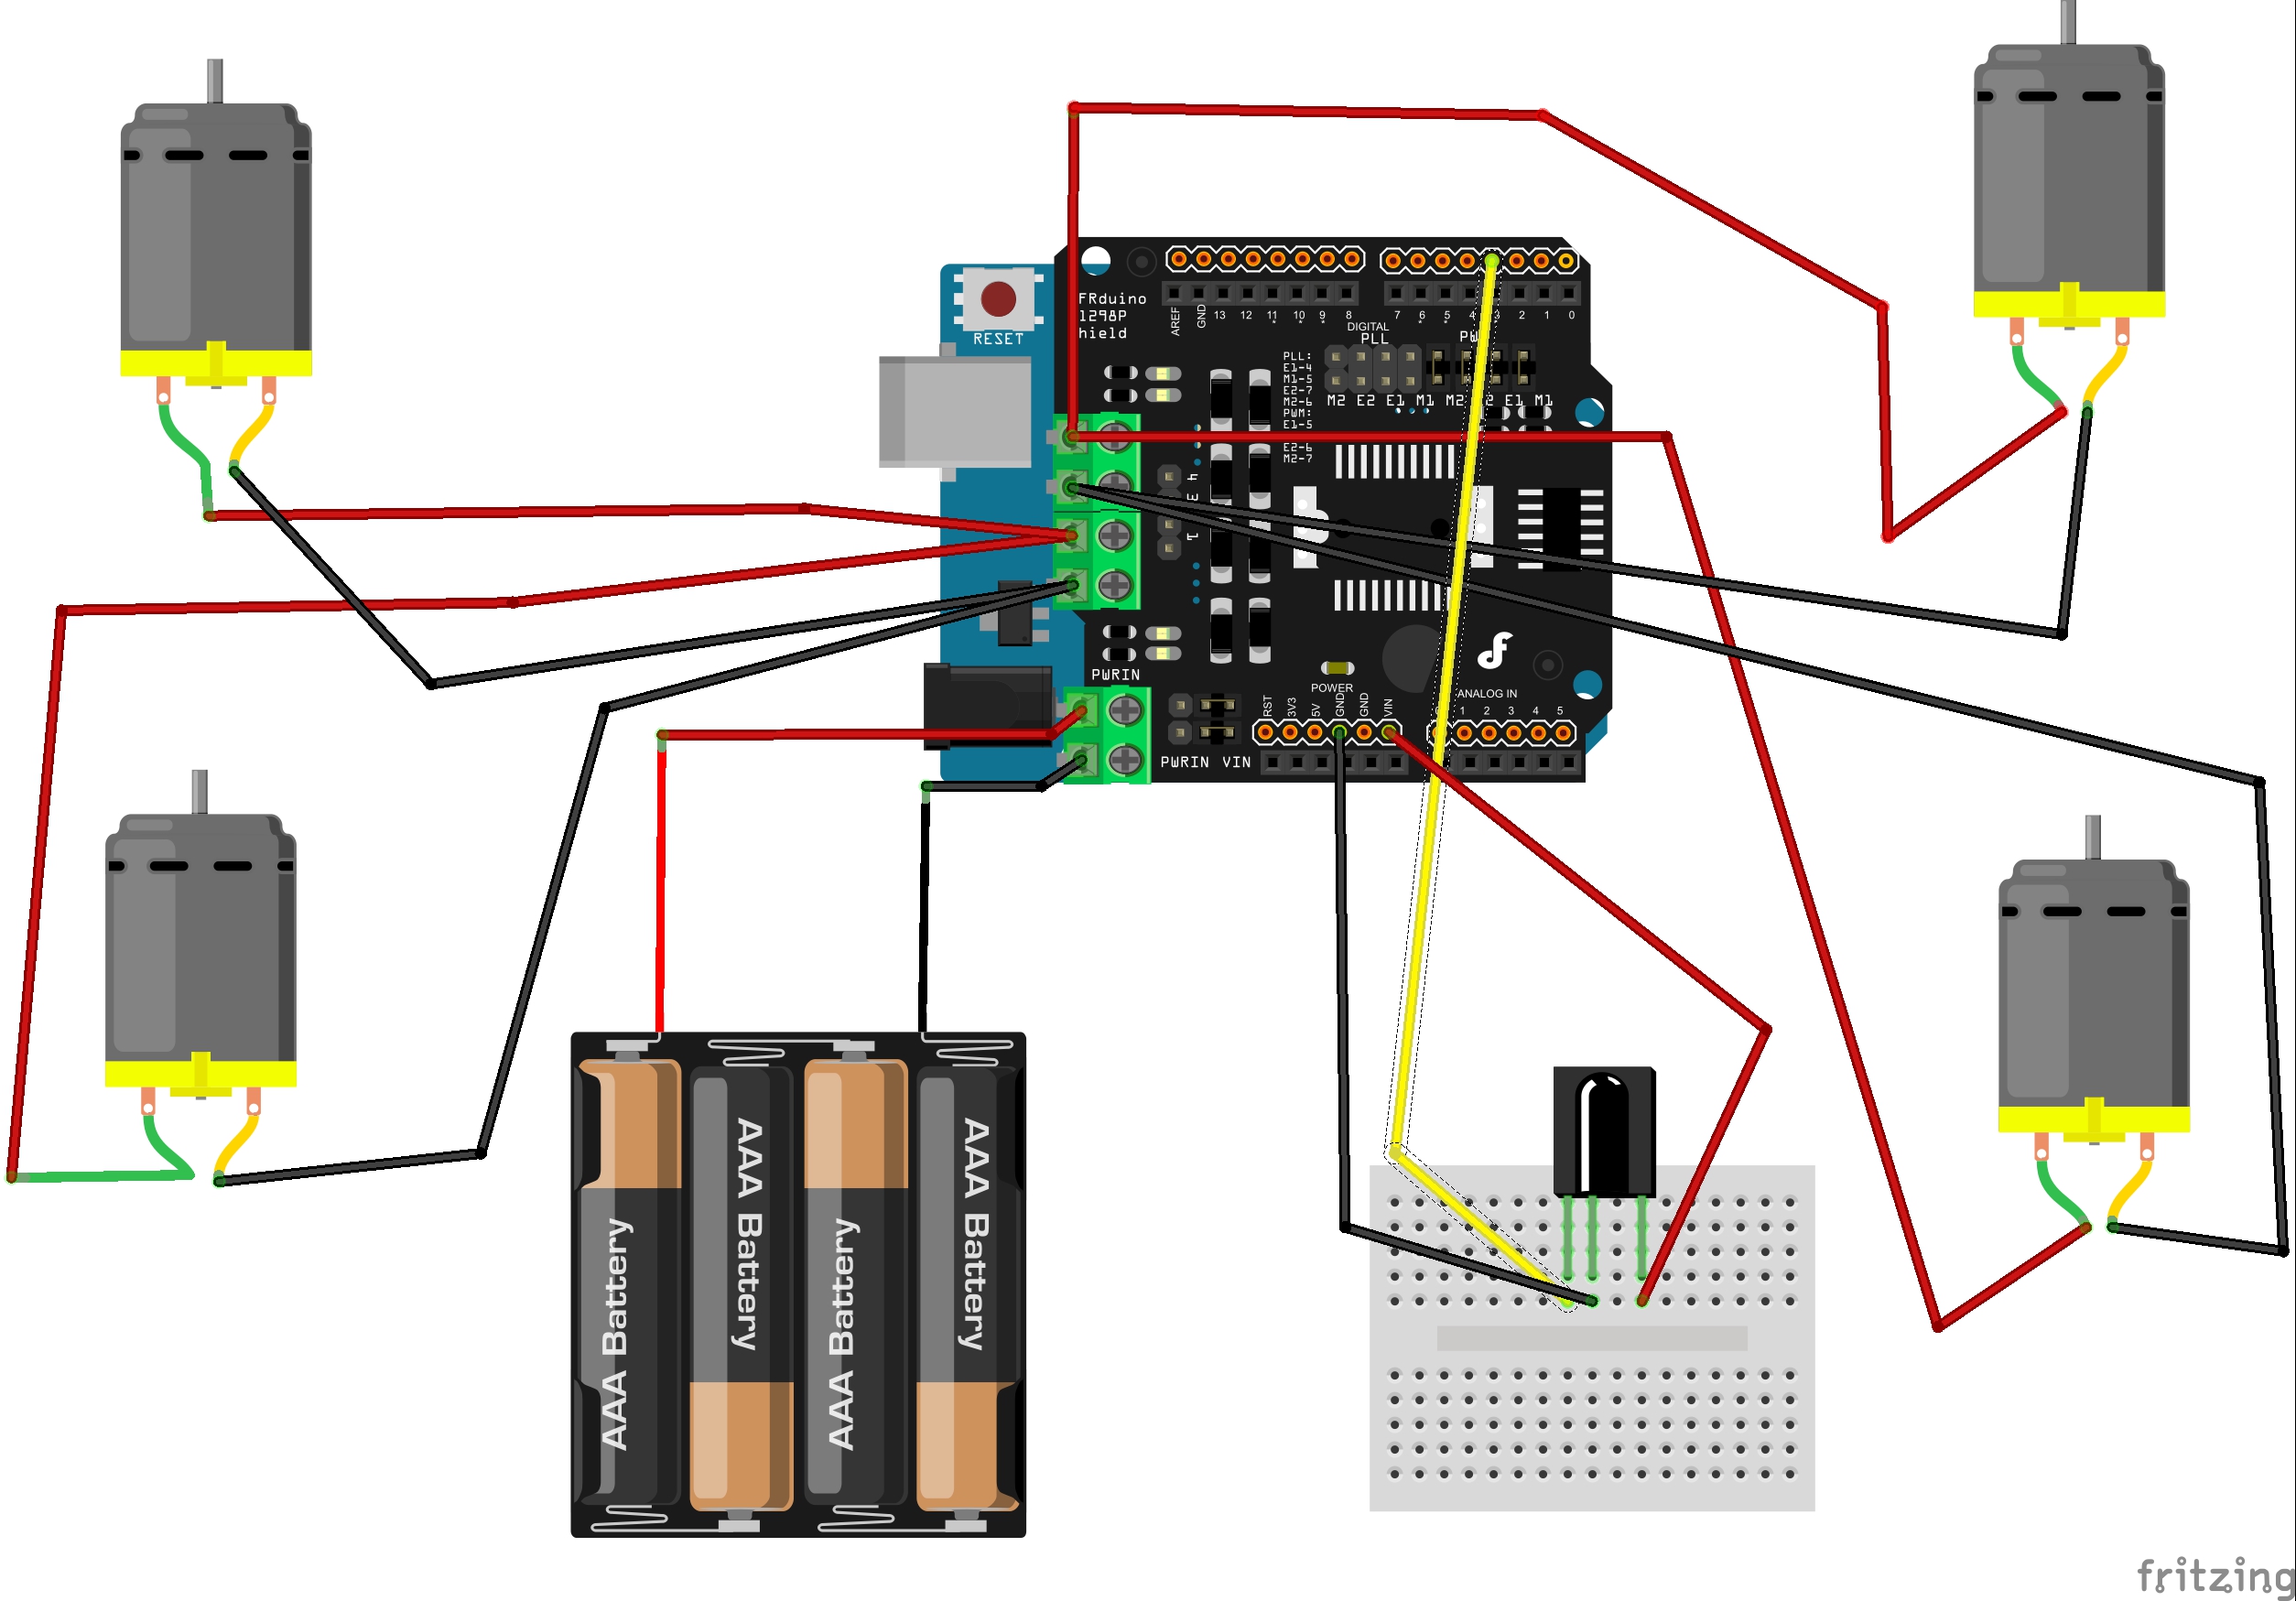 FRduino
1298P
hield
RESET
AREF
GND
13
12
11
*
10
*
9
*
8
7
6
*
5
*
4
3
2
1
0
DIGITAL
PLL
PLL:
E1-4
M1-5
E2-7
M2-6
PWM:
E1-5
E2-6
M2-7
M2 E2 E1 M1 M2 2 E1 M1
4
3
1
PWRIN
POWER
RST
3V3
5V
GND
GND
VIN
ANALOG IN
1 2 3 4 5
PWRIN VIN
AAA Battery
AAA Battery
AAA Battery
AAA Battery
fritzing